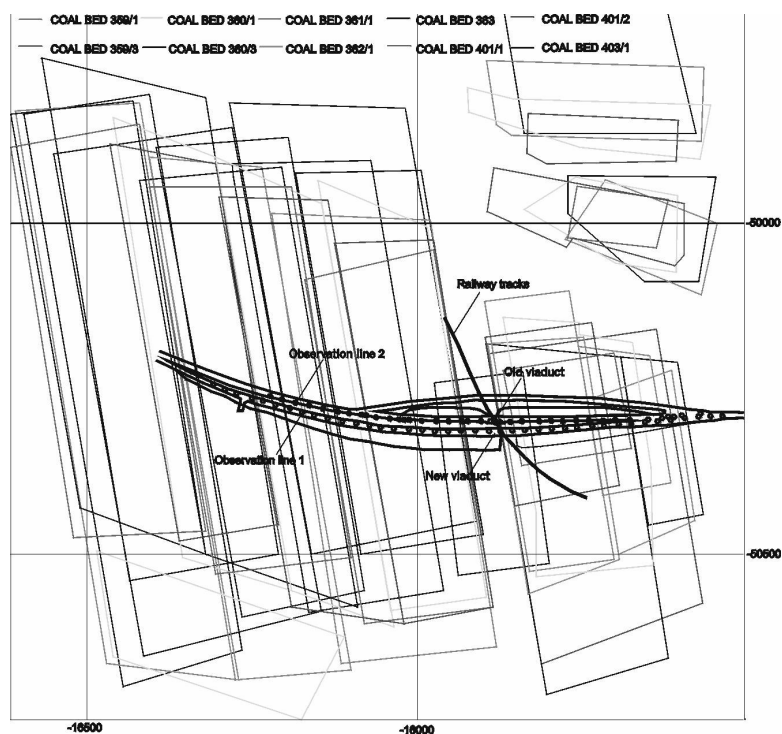 COAL BED 359/1 COAL BED 360/1 COAL BED 361/1 COAL BED 363 COAL BED 401/2
COAL BED 359/3 COAL BED 360/3 COAL BED 362/1 COAL BED 401/1 COAL BED 403/1
-50000
Railway tracks
Observation line 2
Old viaduct
Observation line 1
New viaduct
-50500
-16500 -16000